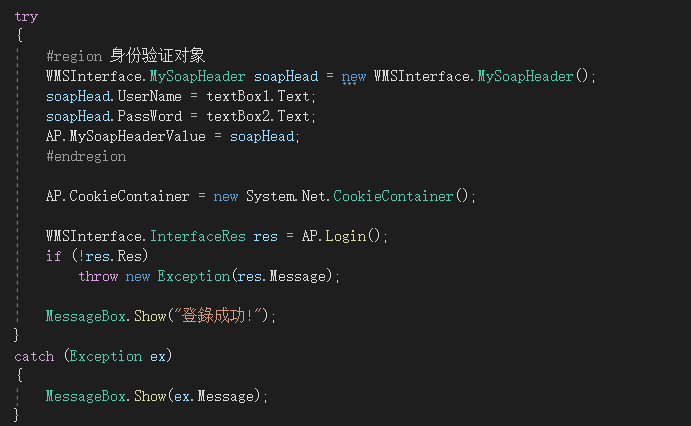 try
{
#region 身份验证对象
WMSInterface.MySoapHeader soapHead = new WMSInterface.MySoapHeader();
soapHead.UserName = textBox1.Text;
soapHead.PassWord = textBox2.Text;
AP.MySoapHeaderValue = soapHead;
#endregion
AP.CookieContainer = new System.Net.CookieContainer();
WMSInterface.InterfaceRes res = AP.Login();
if (!res.Res)
throw new Exception(res.Message);
MessageBox.Show("登錄成功!");
}
catch (Exception ex)
{
MessageBox.Show(ex.Message);
}